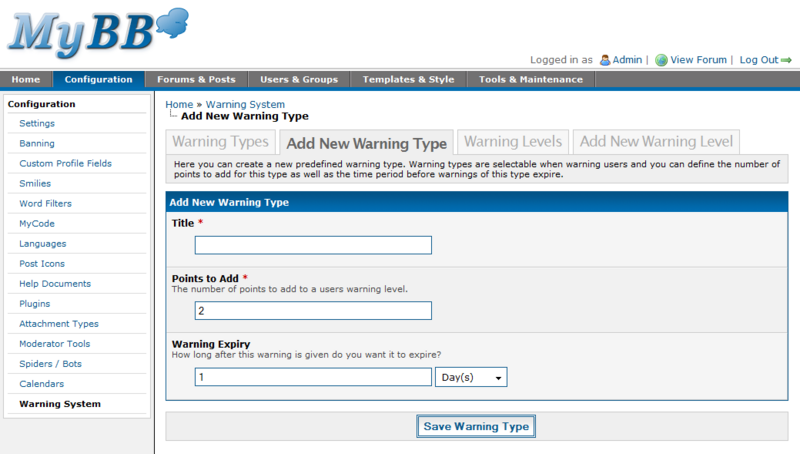 MyBB
Logged in as Admin | View Forum | Log Out
Home Configuration Forums & Posts Users & Groups Templates & Style Tools & Maintenance
Configuration
Settings
Banning
Custom Profile Fields
Smilies
Word Filters
MyCode
Languages
Post Icons
Help Documents
Plugins
Attachment Types
Moderator Tools
Spiders / Bots
Calendars
Warning System
Home » Warning System
Add New Warning Type
Warning Types Add New Warning Type Warning Levels Add New Warning Level
Here you can create a new predefined warning type. Warning types are selectable when warning users and you can define the number of
points to add for this type as well as the time period before warnings of this type expire.
Add New Warning Type
Title *
Points to Add *
The number of points to add to a users warning level.
2
Warning Expiry
How long after this warning is given do you want it to expire?
1 Day(s)
Save Warning Type